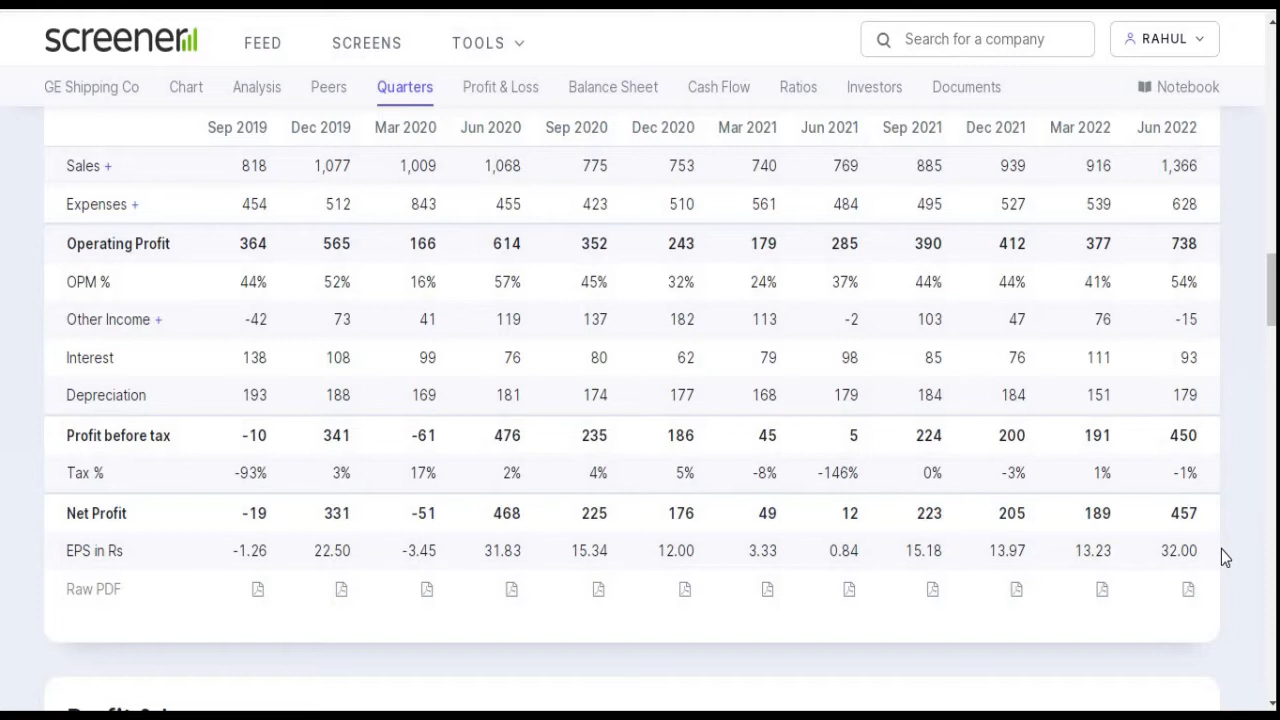 screener FEED SCREENS TOOLS Search for a company RAHUL
GE Shipping Co Chart Analysis Peers Quarters Profit & Loss Balance Sheet Cash Flow Ratios Investors Documents Notebook
Sep 2019 Dec 2019 Mar 2020 Jun 2020 Sep 2020 Dec 2020 Mar 2021 Jun 2021 Sep 2021 Dec 2021 Mar 2022 Jun 2022
Sales + 818 1,077 1,009 1,068 775 753 740 769 885 939 916 1,366
Expenses + 454 512 843 455 423 510 561 484 495 527 539 628
Operating Profit 364 565 166 614 352 243 179 285 390 412 377 738
OPM % 44% 52% 16% 57% 45% 32% 24% 37% 44% 44% 41% 54%
Other Income + -42 73 41 119 137 182 113 -2 103 47 76 -15
Interest 138 108 99 76 80 62 79 98 85 76 111 93
Depreciation 193 188 169 181 174 177 168 179 184 184 151 179
Profit before tax -10 341 -61 476 235 186 45 5 224 200 191 450
Tax % -93% 3% 17% 2% 4% 5% -8% -146% 0% -3% 1% -1%
Net Profit -19 331 -51 468 225 176 49 12 223 205 189 457
EPS in Rs -1.26 22.50 -3.45 31.83 15.34 12.00 3.33 0.84 15.18 13.97 13.23 32.00
Raw PDF